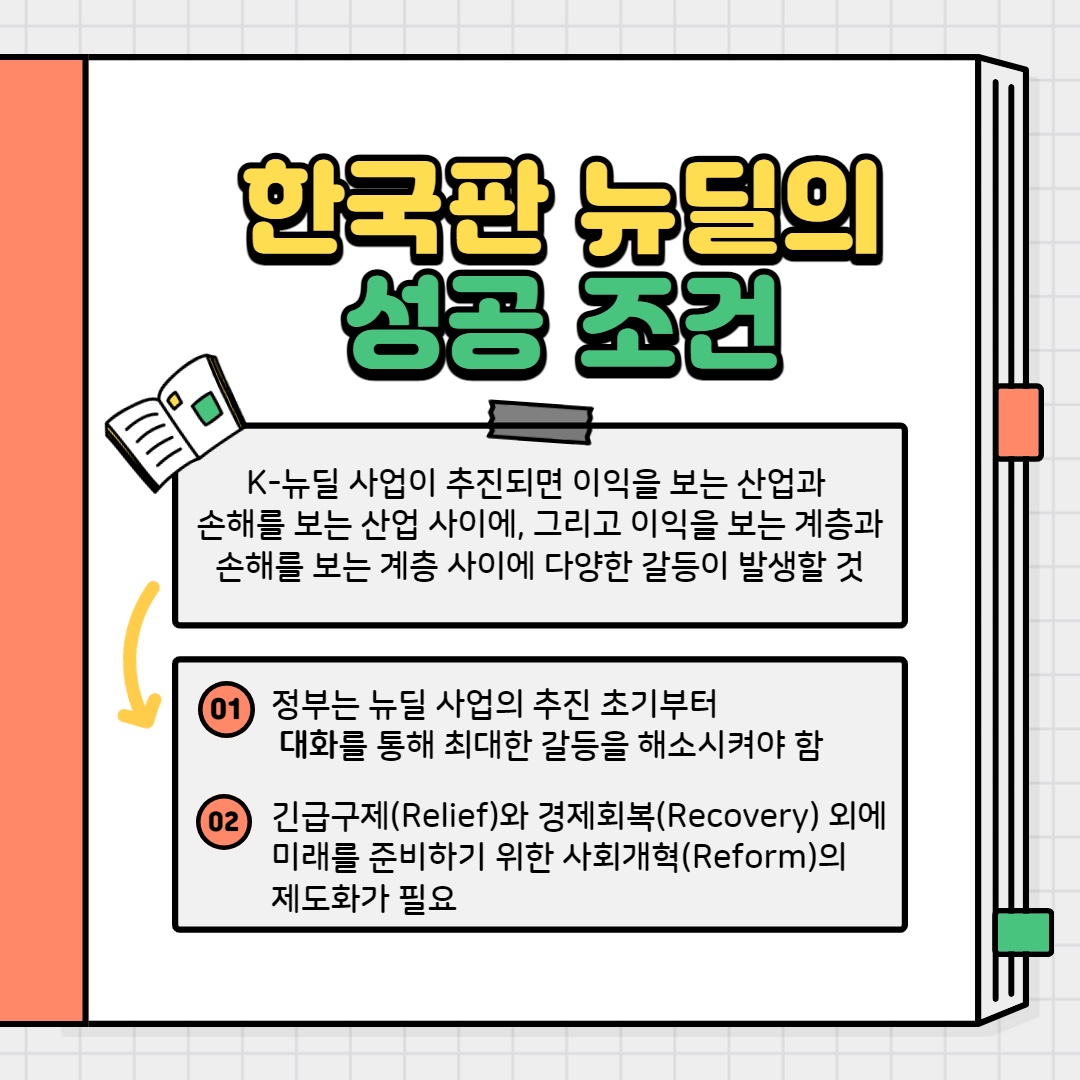 한국판 뉴딜의
성공 조건
K-뉴딜 사업이 추진되면 이익을 보는 산업과
손해를 보는 산업 사이에, 그리고 이익을 보는 계층과
손해를 보는 계층 사이에 다양한 갈등이 발생할 것
01 정부는 뉴딜 사업의 추진 초기부터
대화를 통해 최대한 갈등을 해소시켜야 함
02 긴급구제(Relief)와 경제회복(Recovery) 외에
미래를 준비하기 위한 사회개혁(Reform)의
제도화가 필요